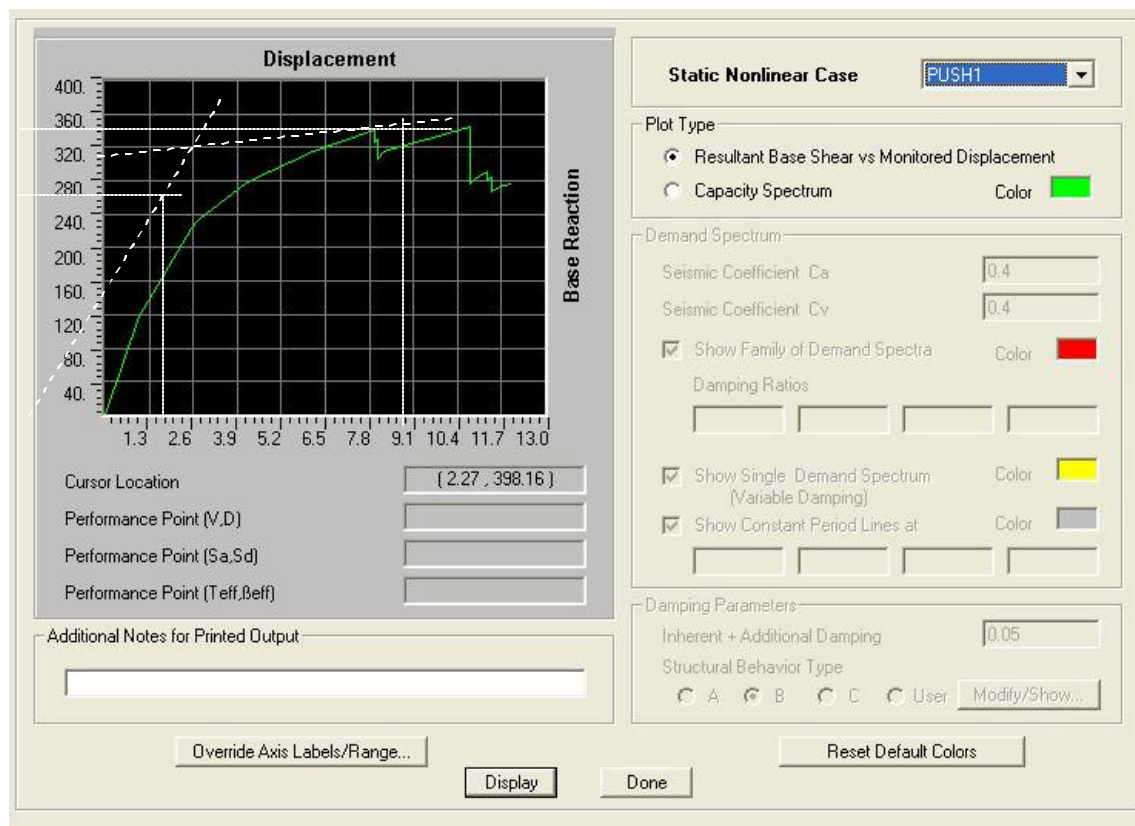 Displacement
400.
360.
320.
280.
240.
200.
160.
120.
80.
40.
1.3 2.6 3.9 5.2 6.5 7.8 9.1 10.4 11.7 13.0
Base Reaction
Cursor Location ( 2.27 , 398.16 )
Performance Point (V,D)
Performance Point (Sa,Sd)
Performance Point (Teff,ßeff)
Additional Notes for Printed Output
Override Axis Labels/Range...
Display
Static Nonlinear Case PUSH1
Plot Type
Resultant Base Shear vs Monitored Displacement
Capacity Spectrum Color
Demand Spectrum
Seismic Coefficient Ca 0.4
Seismic Coefficient Cv 0.4
Show Family of Demand Spectra Color
Damping Ratios
Show Single Demand Spectrum Color
(Variable Damping)
Show Constant Period Lines at Color
Damping Parameters
Inherent + Additional Damping 0.05
Structural Behavior Type
A B C User Modify/Show...
Reset Default Colors
Done